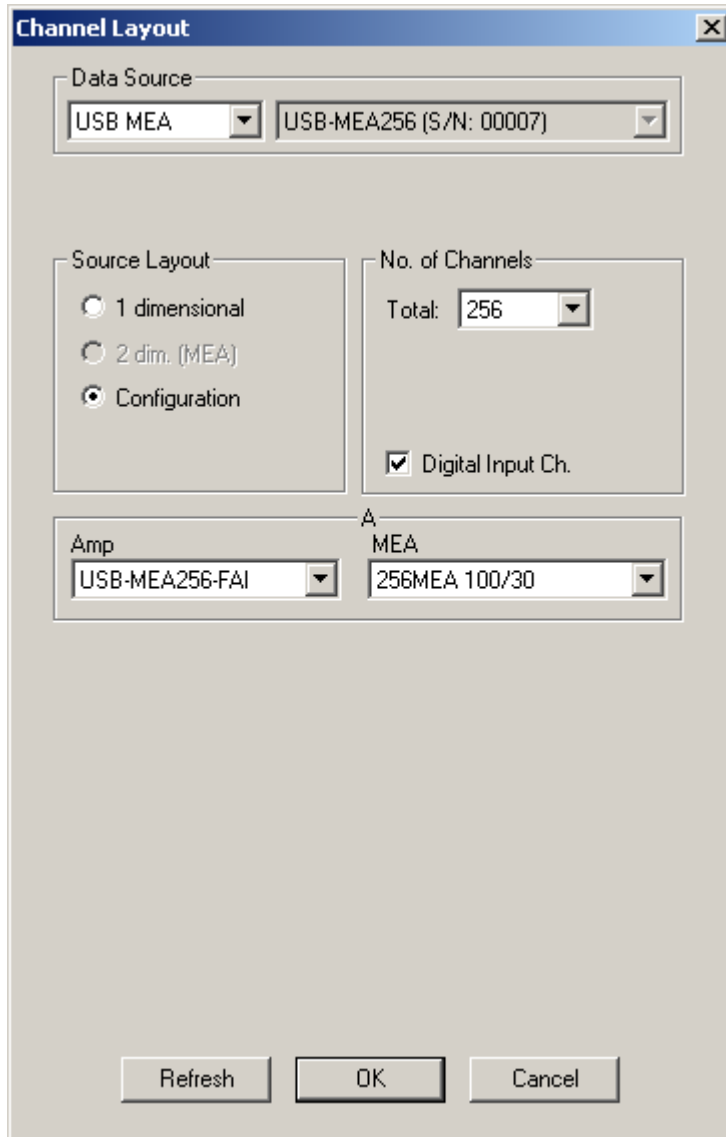 Channel Layout
Data Source
USB MEA
USB-MEA256 (S/N: 00007)
Source Layout
1 dimensional
2 dim. (MEA)
Configuration
No. of Channels
Total: 256
Digital Input Ch.
A
Amp MEA
USB-MEA256-FAI 256MEA 100/30
Refresh OK Cancel